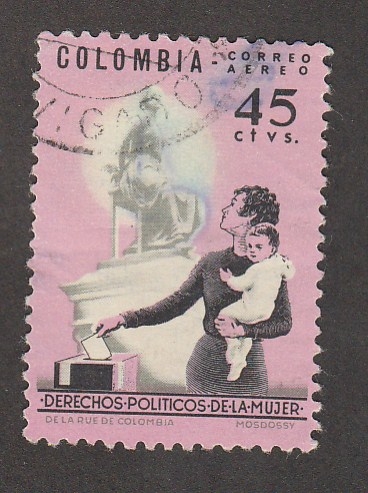 COLOMBIA - CORREO
AEREO
45
ctvs.
DERECHOS·POLITICOS·DE·LA·MUJER·
DE LA RUE DE COLOMBIA MOSDOSSY